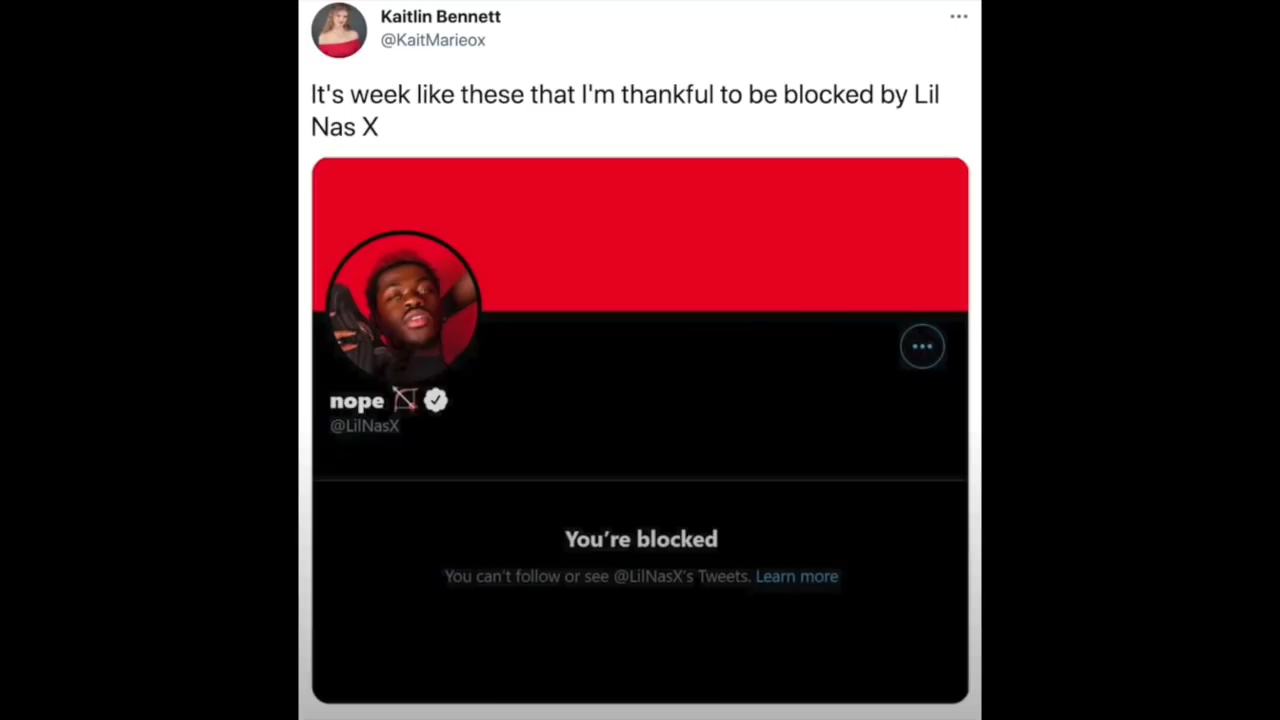 Kaitlin Bennett
@KaitMarieox
It's week like these that I'm thankful to be blocked by Lil
Nas X
nope
@LilNasX
You're blocked
You can't follow or see @LilNasX's Tweets. Learn more